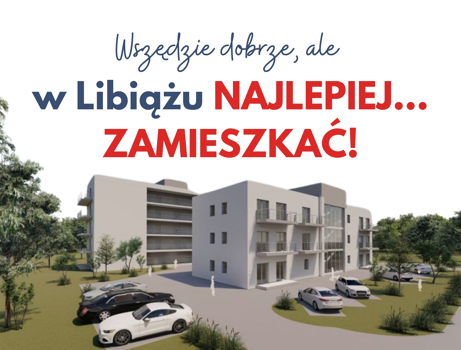 Wszędzie dobrze, ale
w Libiążu NAJLEPIEJ...
ZAMIESZKAĆ!